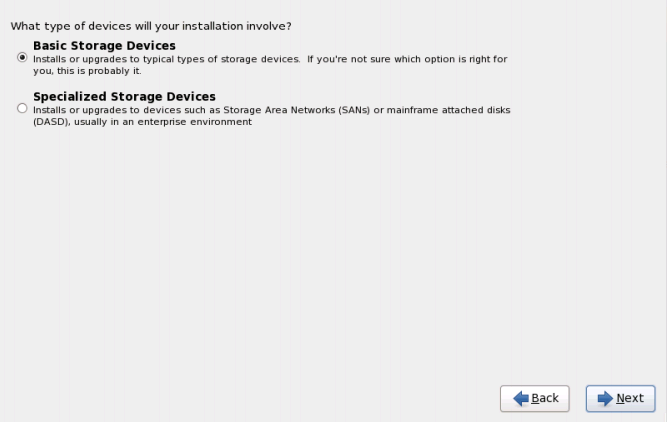 What type of devices will your installation involve?
Basic Storage Devices
Installs or upgrades to typical types of storage devices.  If you're not sure which option is right for
you, this is probably it.
Specialized Storage Devices
Installs or upgrades to devices such as Storage Area Networks (SANs) or mainframe attached disks
(DASD), usually in an enterprise environment
Back
Next